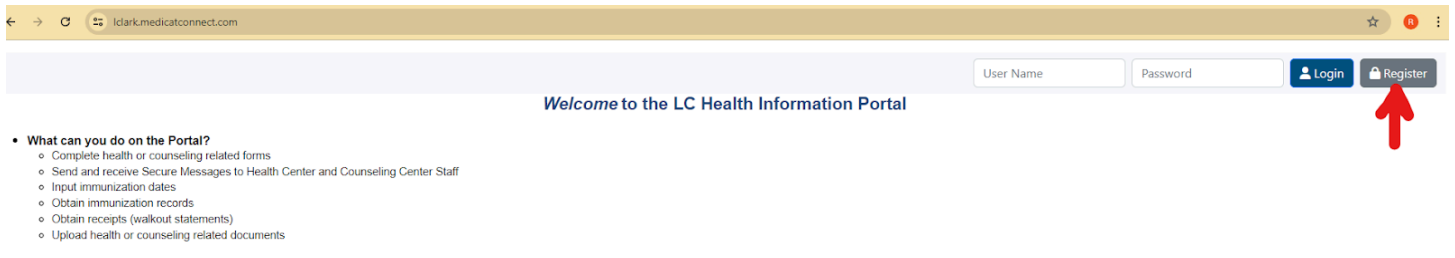 lclark.medicatconnect.com
R
User Name
Password
Login
Register
Welcome to the LC Health Information Portal
What can you do on the Portal?
Complete health or counseling related forms
Send and receive Secure Messages to Health Center and Counseling Center Staff
Input immunization dates
Obtain immunization records
Obtain receipts (walkout statements)
Upload health or counseling related documents